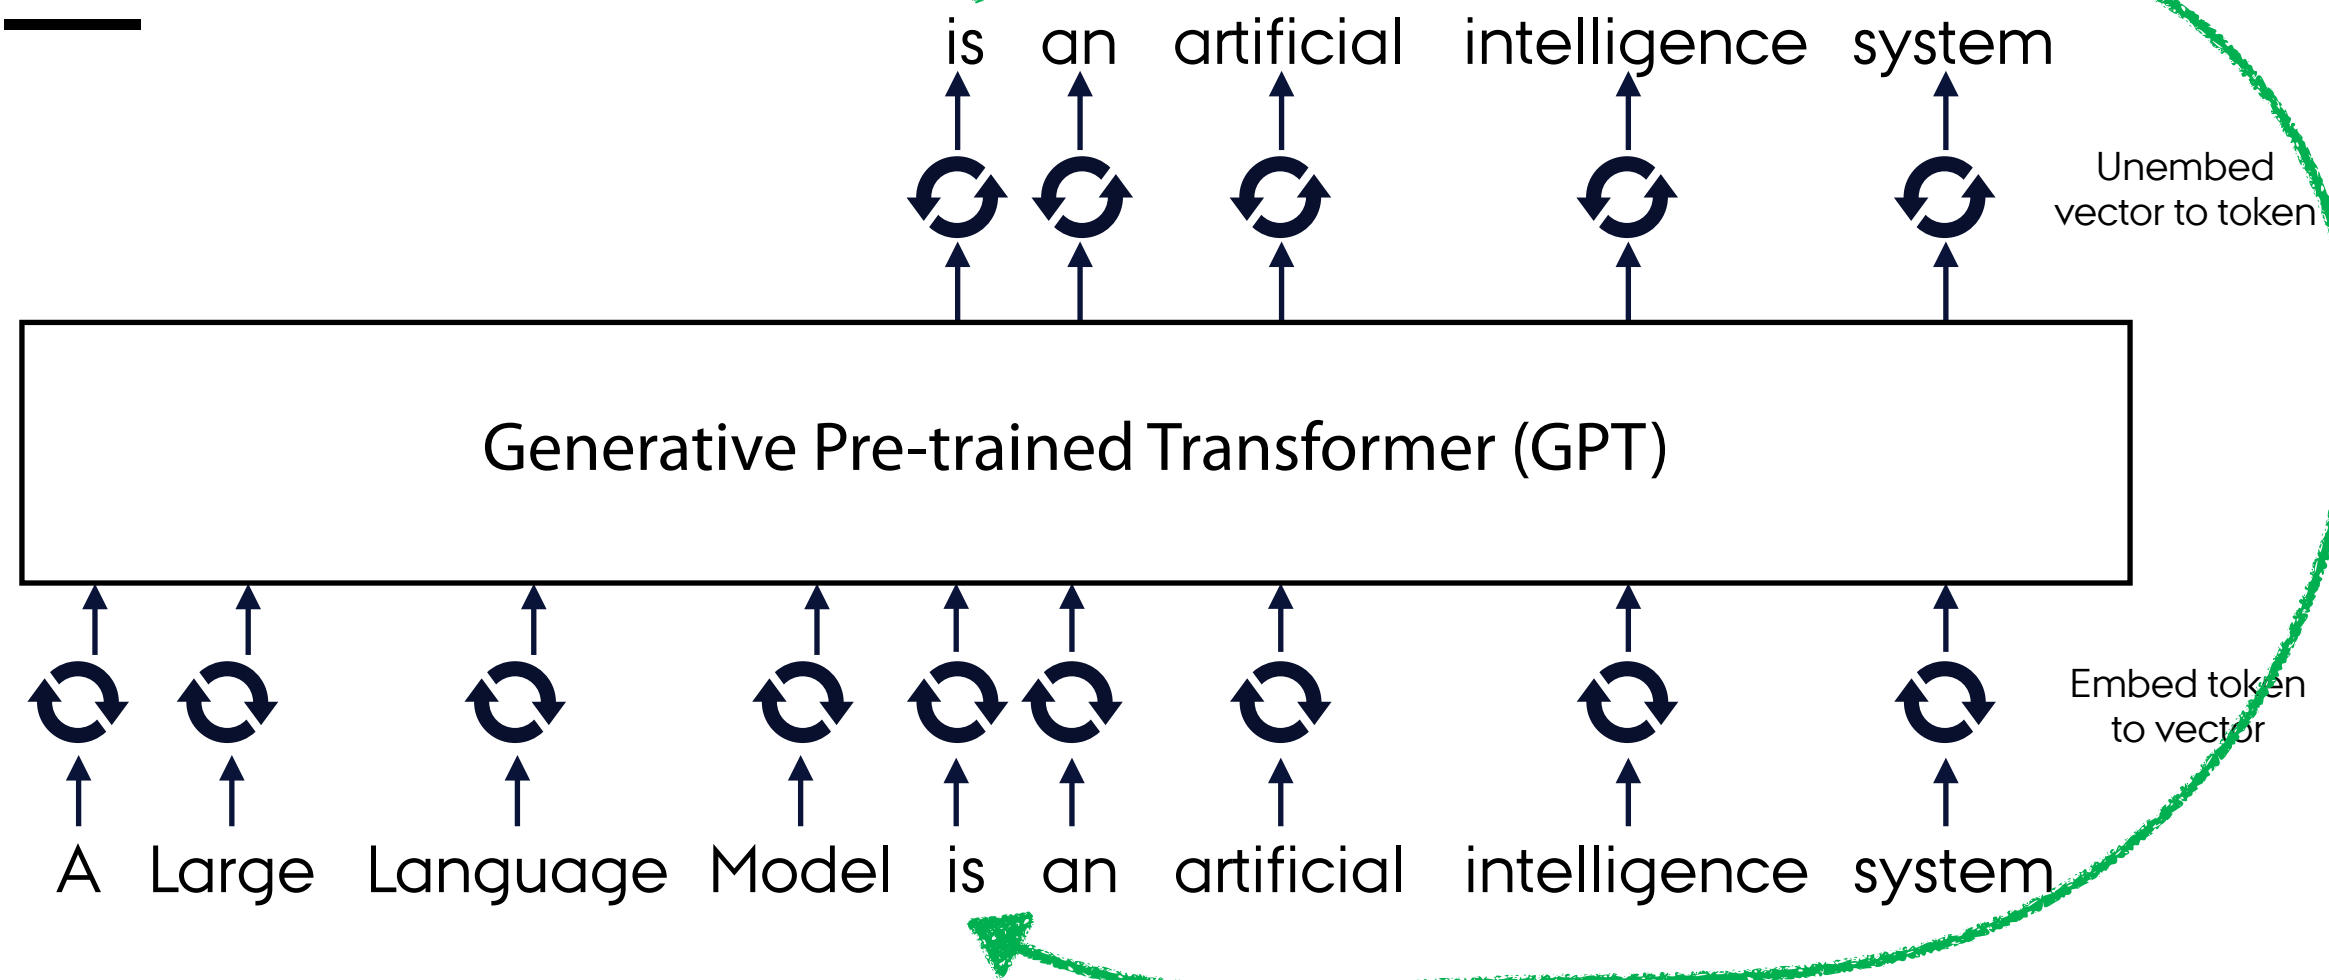 is an artificial intelligence system
Unembed
vector to token
Generative Pre-trained Transformer (GPT)
Embed token
to vector
A Large Language Model is an artificial intelligence system